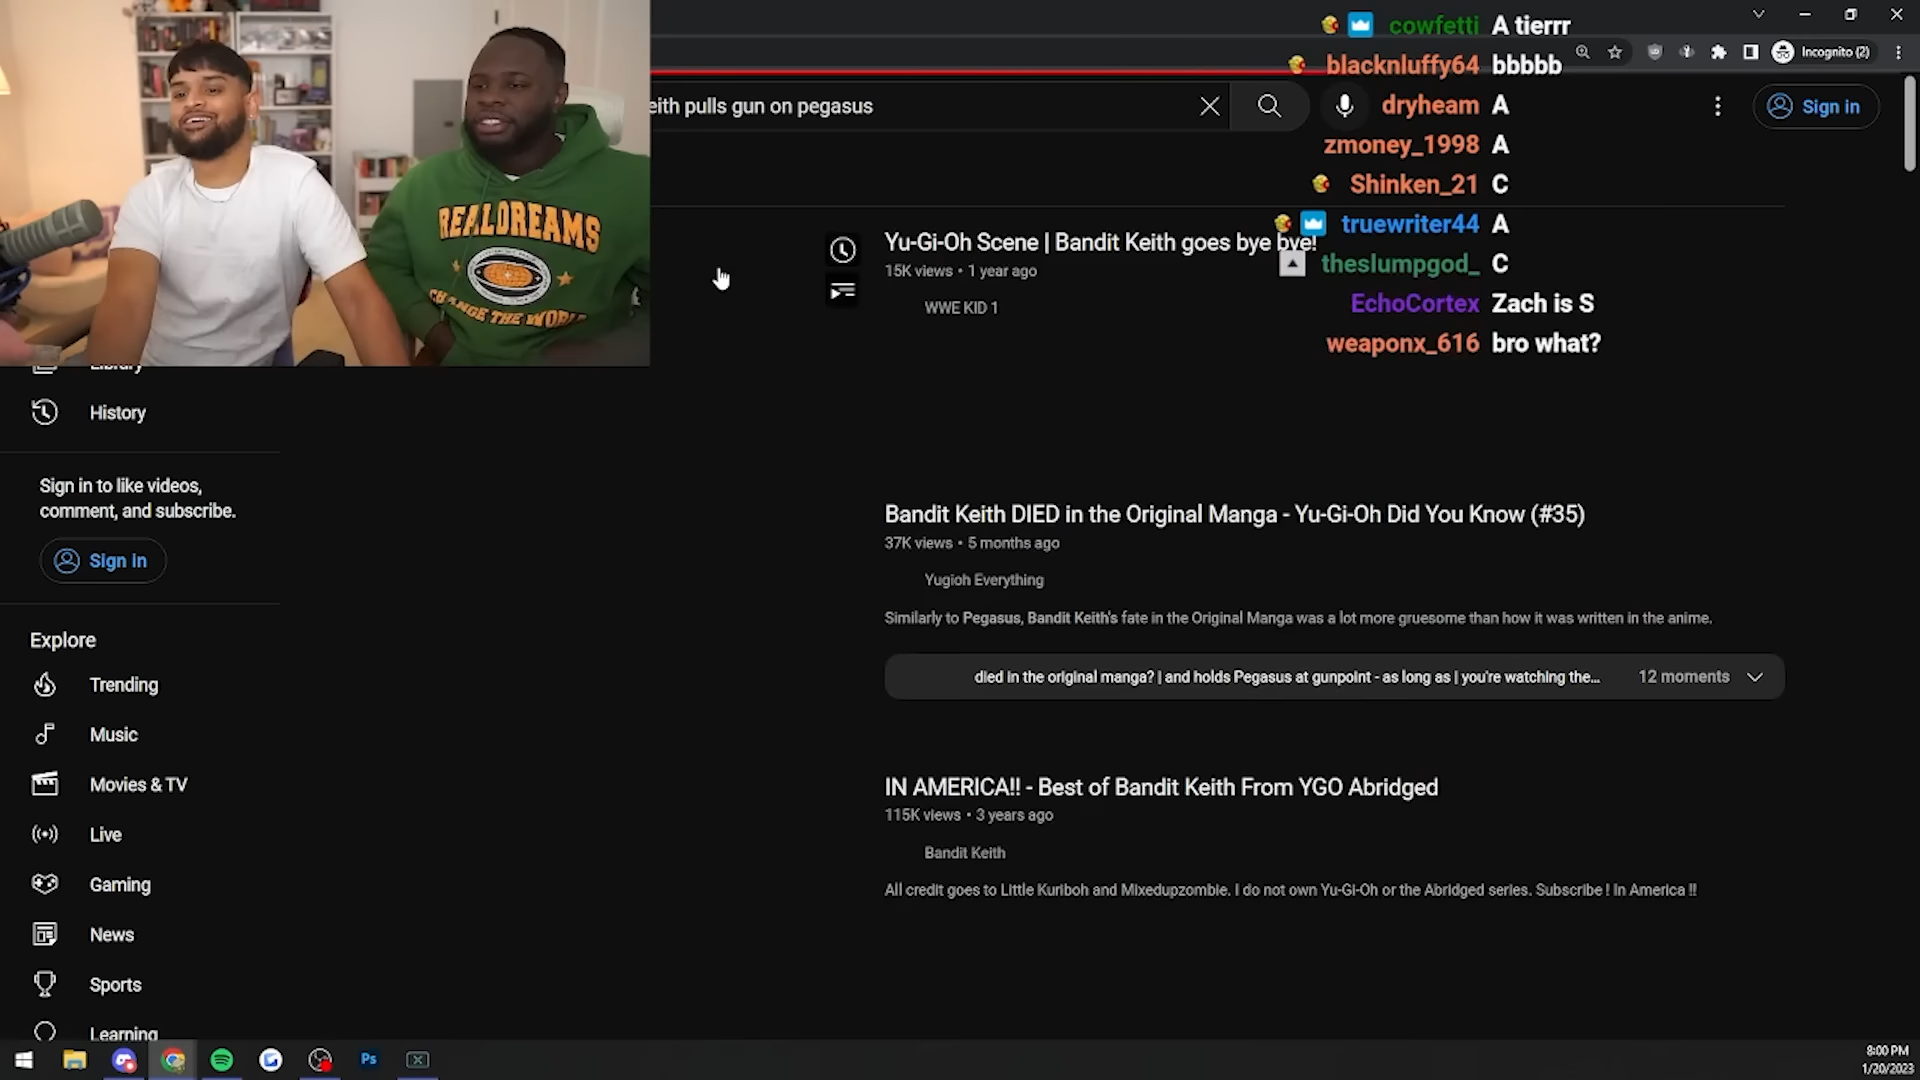 cowfetti A tierrr
Incognito (2)
blacknluffy64 bbbbb
eith pulls gun on pegasus
dryheam A
Sign in
zmoney_1998 A
Shinken_21 C
REALDREAMS
CHANGE THE WORLD
truewriter44 A
Yu-Gi-Oh Scene | Bandit Keith goes bye bye!
15K views • 1 year ago
theslumpgod_ C
WWE KID 1
EchoCortex Zach is S
weaponx_616 bro what?
Library
History
Sign in to like videos,
comment, and subscribe.
Sign in
Bandit Keith DIED in the Original Manga - Yu-Gi-Oh Did You Know (#35)
37K views • 5 months ago
Yugioh Everything
Similarly to Pegasus, Bandit Keith's fate in the Original Manga was a lot more gruesome than how it was written in the anime.
died in the original manga? | and holds Pegasus at gunpoint - as long as | you're watching the...
12 moments
Explore
Trending
Music
Movies & TV
Live
Gaming
News
Sports
Learning
IN AMERICA!! - Best of Bandit Keith From YGO Abridged
115K views • 3 years ago
Bandit Keith
All credit goes to Little Kuriboh and Mixedupzombie. I do not own Yu-Gi-Oh or the Abridged series. Subscribe ! In America !!
Ps
8:00 PM
1/20/2023